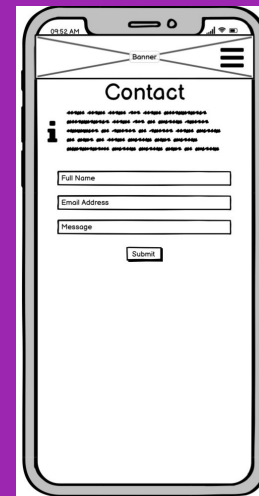 09:52 AM
Banner
Contact
i
Full Name
Email Address
Message
Submit